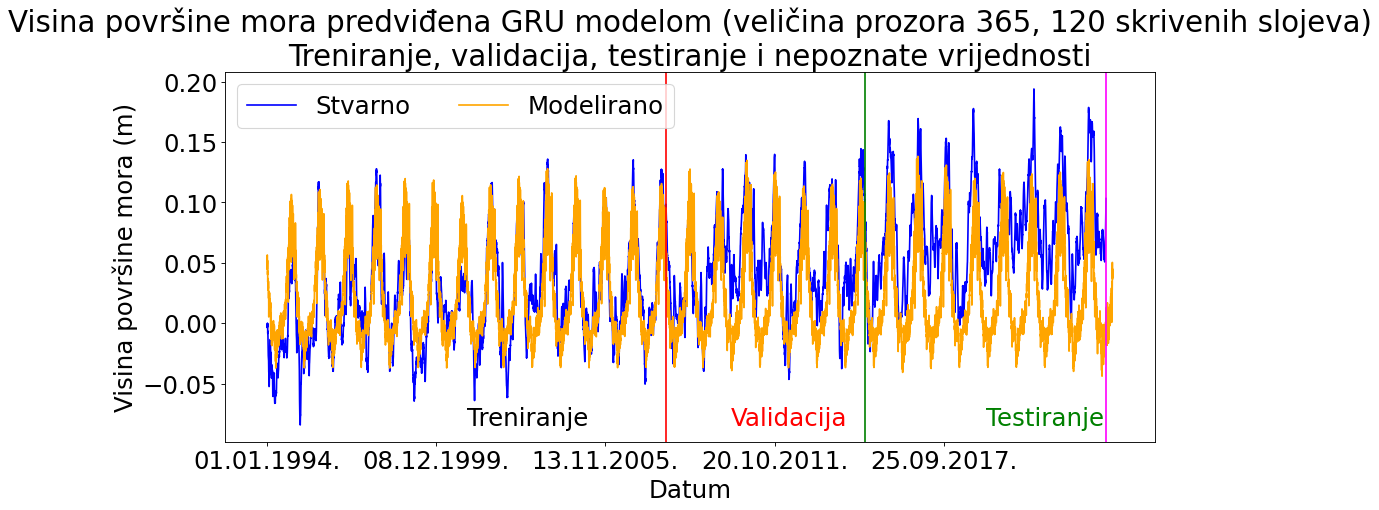 Visina površine mora predviđena GRU modelom (veličina prozora 365, 120 skrivenih slojeva)
Treniranje, validacija, testiranje i nepoznate vrijednosti
Stvarno Modelirano
Visina površine mora (m)
0.20
0.15
0.10
0.05
0.00
−0.05
Treniranje Validacija Testiranje
01.01.1994. 08.12.1999. 13.11.2005. 20.10.2011. 25.09.2017.
Datum